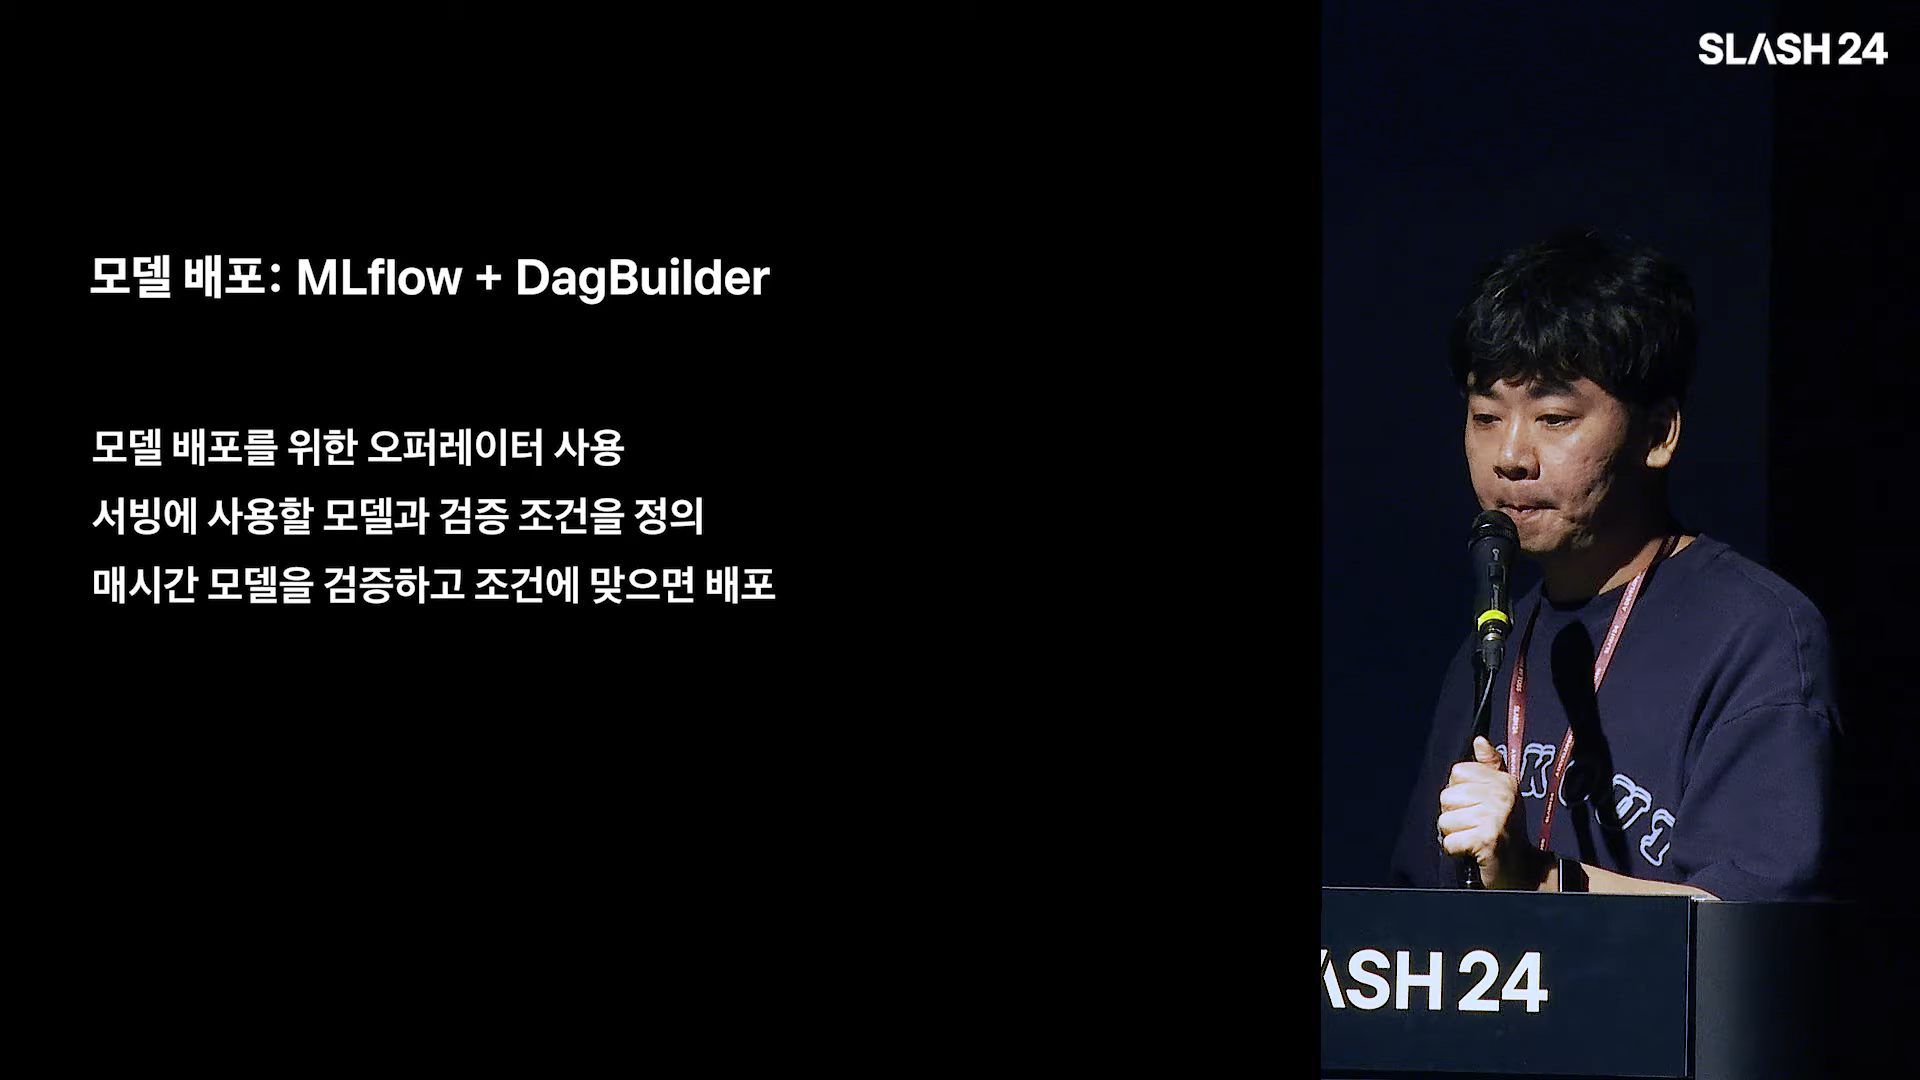 SLASH 24
모델 배포: MLflow + DagBuilder
모델 배포를 위한 오퍼레이터 사용
서빙에 사용할 모델과 검증 조건을 정의
매시간 모델을 검증하고 조건에 맞으면 배포
ASH 24